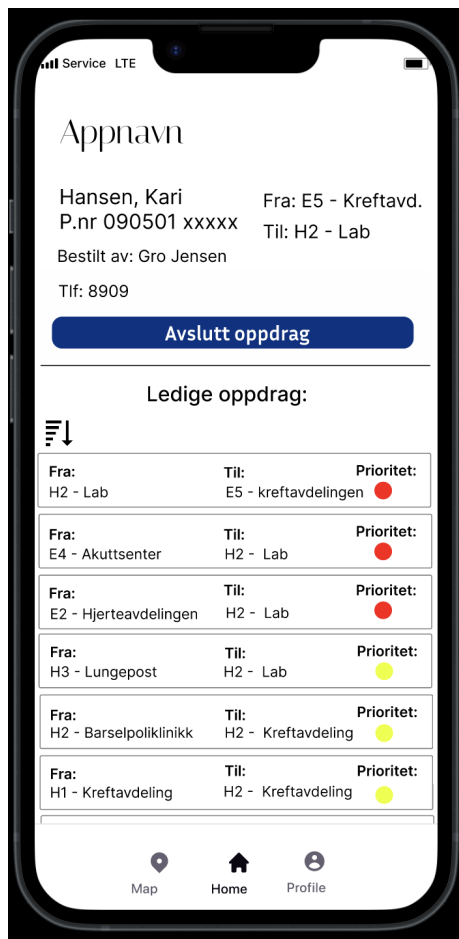 Service LTE
Appnavn
Hansen, Kari
P.nr 090501 xxxxx
Fra: E5 - Kreftavd.
Til: H2 - Lab
Bestilt av: Gro Jensen
Tlf: 8909
Avslutt oppdrag
Ledige oppdrag:
Fra: Til: Prioritet:
H2 - Lab E5 - kreftavdelingen
Fra: Til: Prioritet:
E4 - Akuttsenter H2 - Lab
Fra: Til: Prioritet:
E2 - Hjerteavdelingen H2 - Lab
Fra: Til: Prioritet:
H3 - Lungepost H2 - Lab
Fra: Til: Prioritet:
H2 - Barselpoliklinikk H2 - Kreftavdeling
Fra: Til: Prioritet:
H1 - Kreftavdeling H2 - Kreftavdeling
Map Home Profile